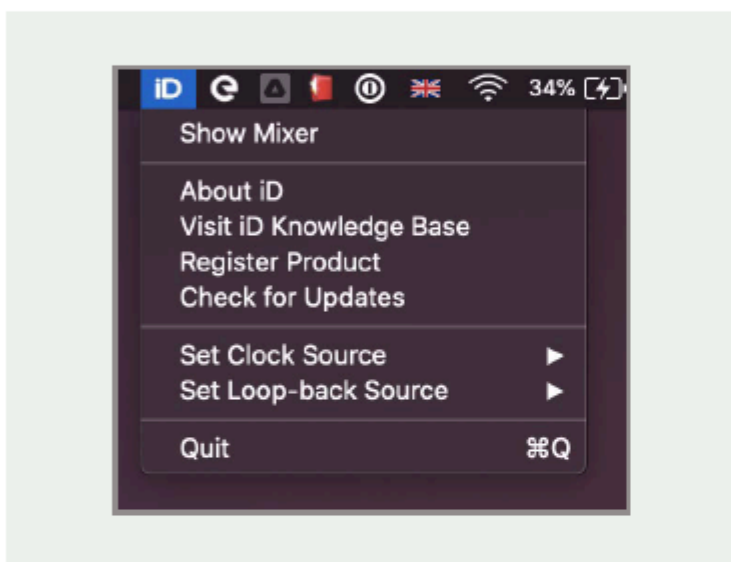 iD 34%
Show Mixer
About iD
Visit iD Knowledge Base
Register Product
Check for Updates
Set Clock Source
Set Loop-back Source
Quit ⌘Q